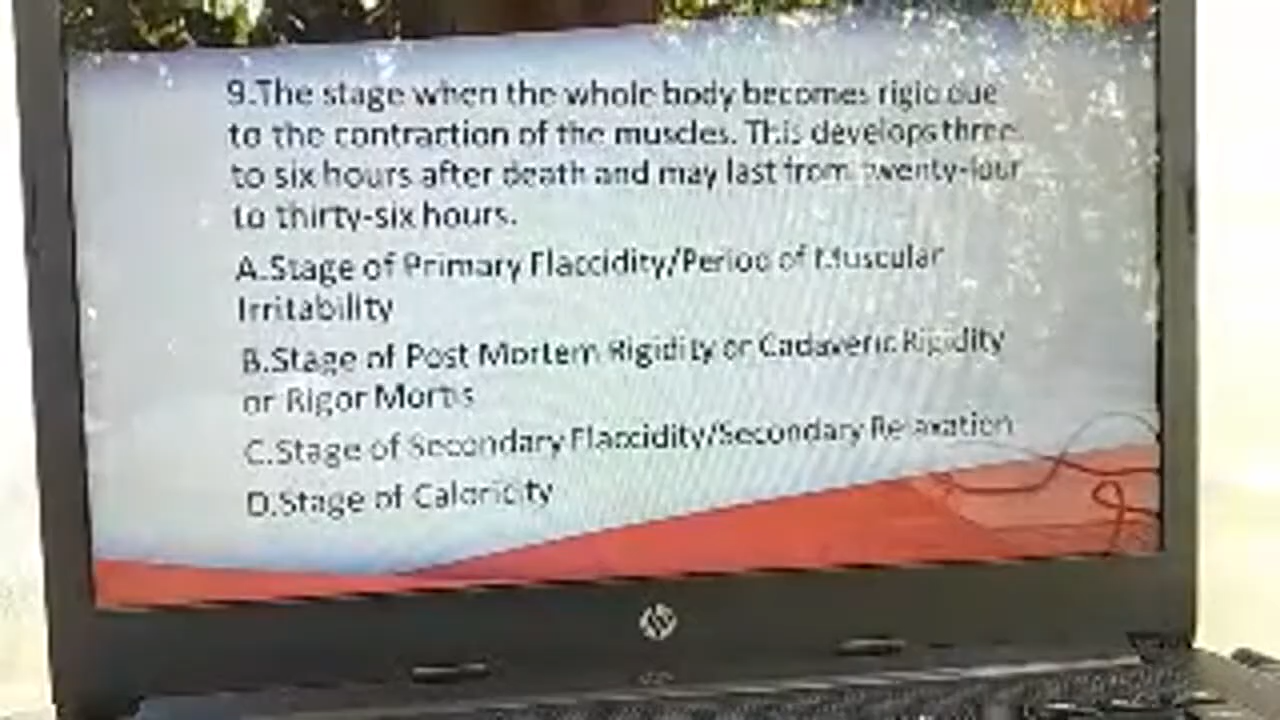 9.The stage when the whole body becomes rigid due
to the contraction of the muscles. This develops three
to six hours after death and may last from twenty-four
to thirty-six hours.
A.Stage of Primary Flaccidity/Period of Muscular
Irritability
B.Stage of Post Mortem Rigidity or Cadaveric Rigidity
or Rigor Mortis
C.Stage of Secondary Flaccidity/Secondary Relaxation
D.Stage of Caloricity
hp